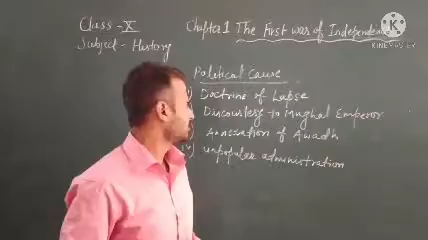 Class - X
Chapter 1 The First war of Independence
Subject - History
KINEMASTER
Political Cause
i) Doctrine of Lapse
Discourtesy to Mughal Emperor
Annexation of Awadh
iv) unpopular administration